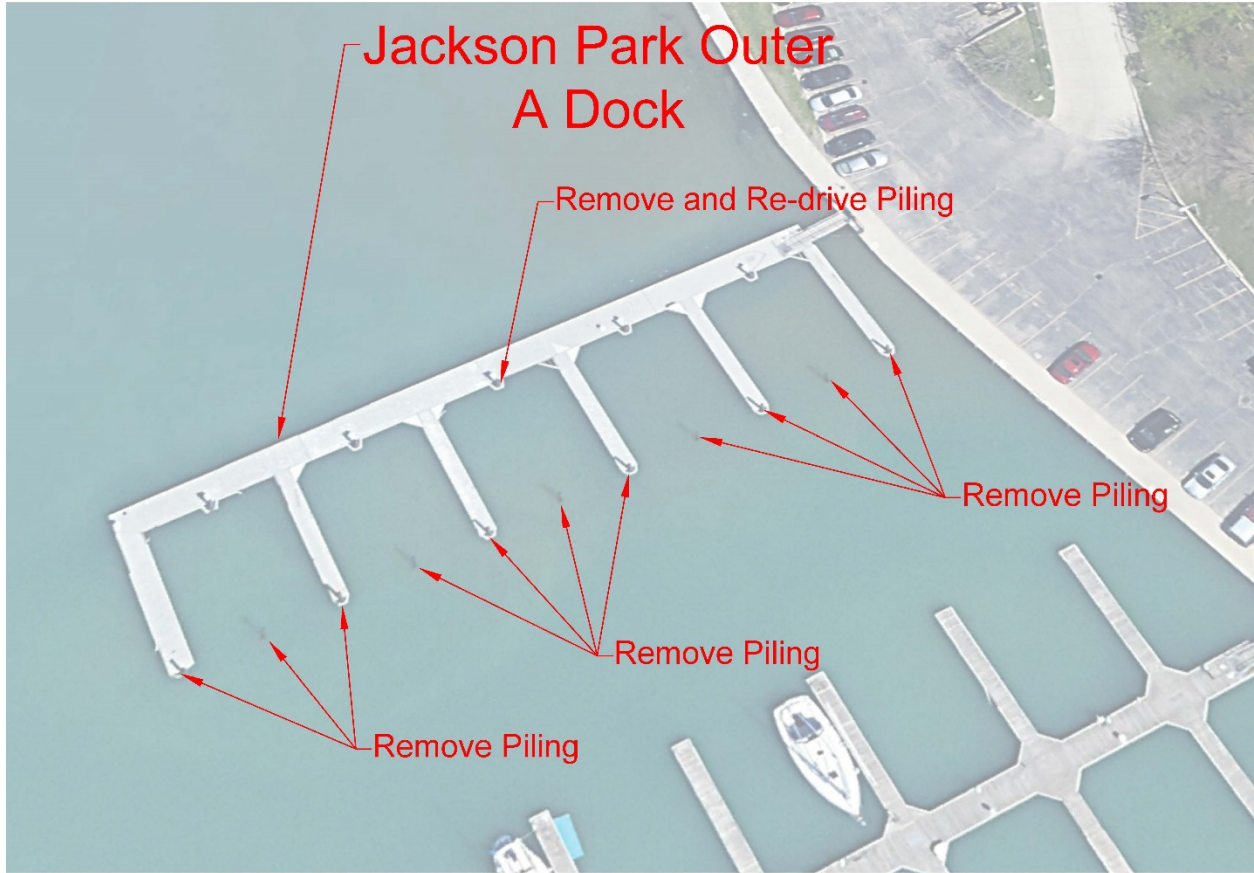 Jackson Park Outer
A Dock
Remove and Re-drive Piling
Remove Piling
Remove Piling
Remove Piling